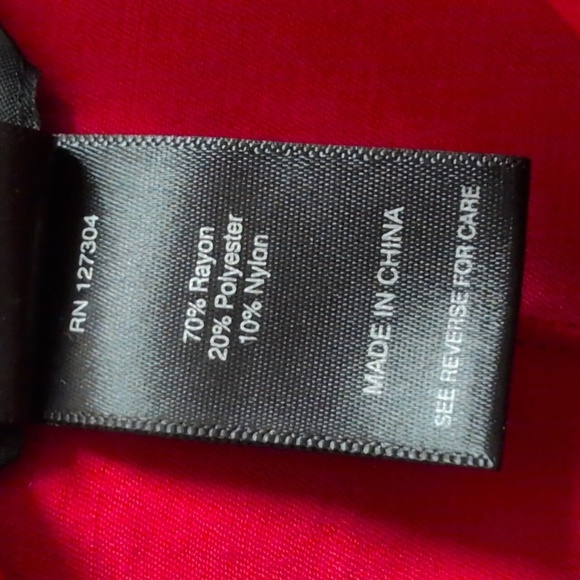 RN 127304
70% Rayon
20% Polyester
10% Nylon
MADE IN CHINA
SEE REVERSE FOR CARE